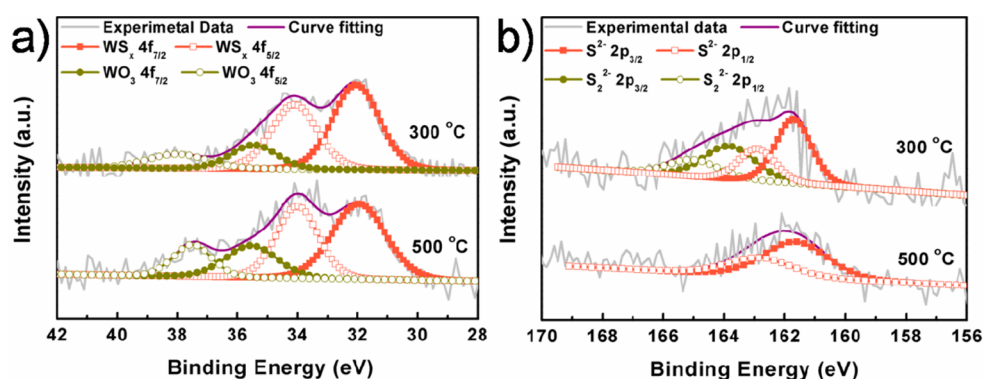 a)
Experimetal Data Curve fitting
WSx 4f7/2 WSx 4f5/2
WO3 4f7/2 WO3 4f5/2
300 °C
500 °C
Intensity (a.u.)
42 40 38 36 34 32 30 28
Binding Energy (eV)
b)
Experimental data Curve fitting
S2- 2p3/2 S2- 2p1/2
S22- 2p3/2 S22- 2p1/2
300 °C
500 °C
Intensity (a.u.)
170 168 165 163 161 160 158 156
Binding Energy (eV)